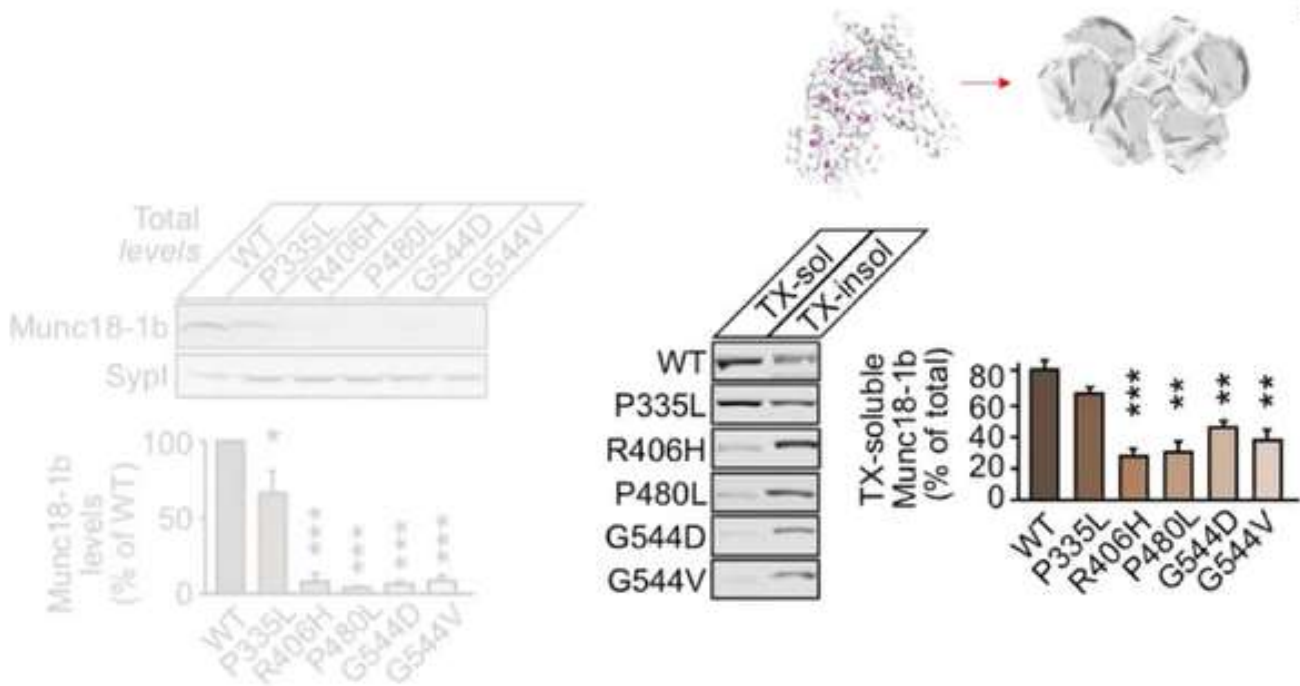 Total
levels
WT
P335L
R406H
P480L
G544D
G544V
Munc18-1b
SypI
Munc18-1b
levels
(% of WT)
100
50
0
*
***
***
***
***
WT
P335L
R406H
P480L
G544D
G544V
TX-sol
TX-insol
WT
P335L
R406H
P480L
G544D
G544V
TX-soluble
Munc18-1b
(% of total)
80
60
40
20
0
***
**
**
**
WT
P335L
R406H
P480L
G544D
G544V